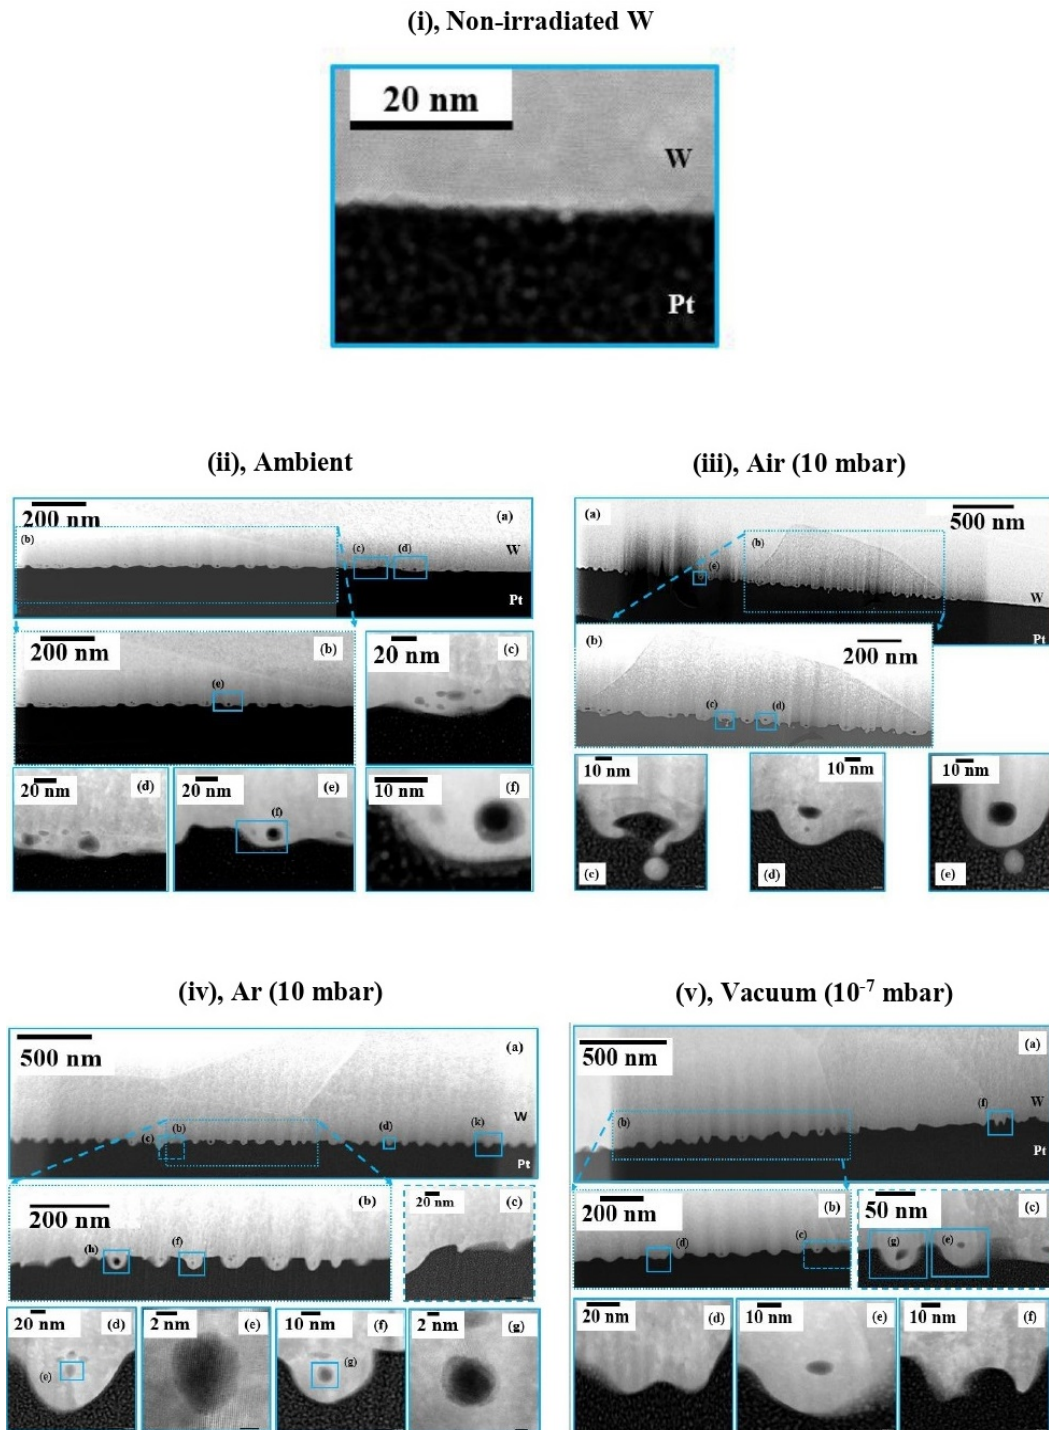 (i), Non-irradiated W
20 nm
W
Pt
(ii), Ambient
200 nm
(a)
(b)
(c)
(d)
W
Pt
200 nm
(b)
(e)
20 nm
(c)
20 nm
(d)
20 nm
(e)
(f)
10 nm
(f)
(iii), Air (10 mbar)
(a)
500 nm
(b)
(e)
W
Pt
(b)
200 nm
(c)
(d)
10 nm
(c)
10 nm
(d)
10 nm
(e)
(iv), Ar (10 mbar)
500 nm
(a)
W
(b)
(c)
(d)
(k)
Pt
200 nm
(b)
(h)
(f)
20 nm
(c)
20 nm
(d)
(e)
2 nm
(e)
10 nm
(f)
(g)
2 nm
(g)
(v), Vacuum (10⁻⁷ mbar)
500 nm
(a)
W
(f)
(b)
Pt
200 nm
(b)
(c)
(d)
50 nm
(c)
(g)
(e)
20 nm
(d)
10 nm
(e)
10 nm
(f)